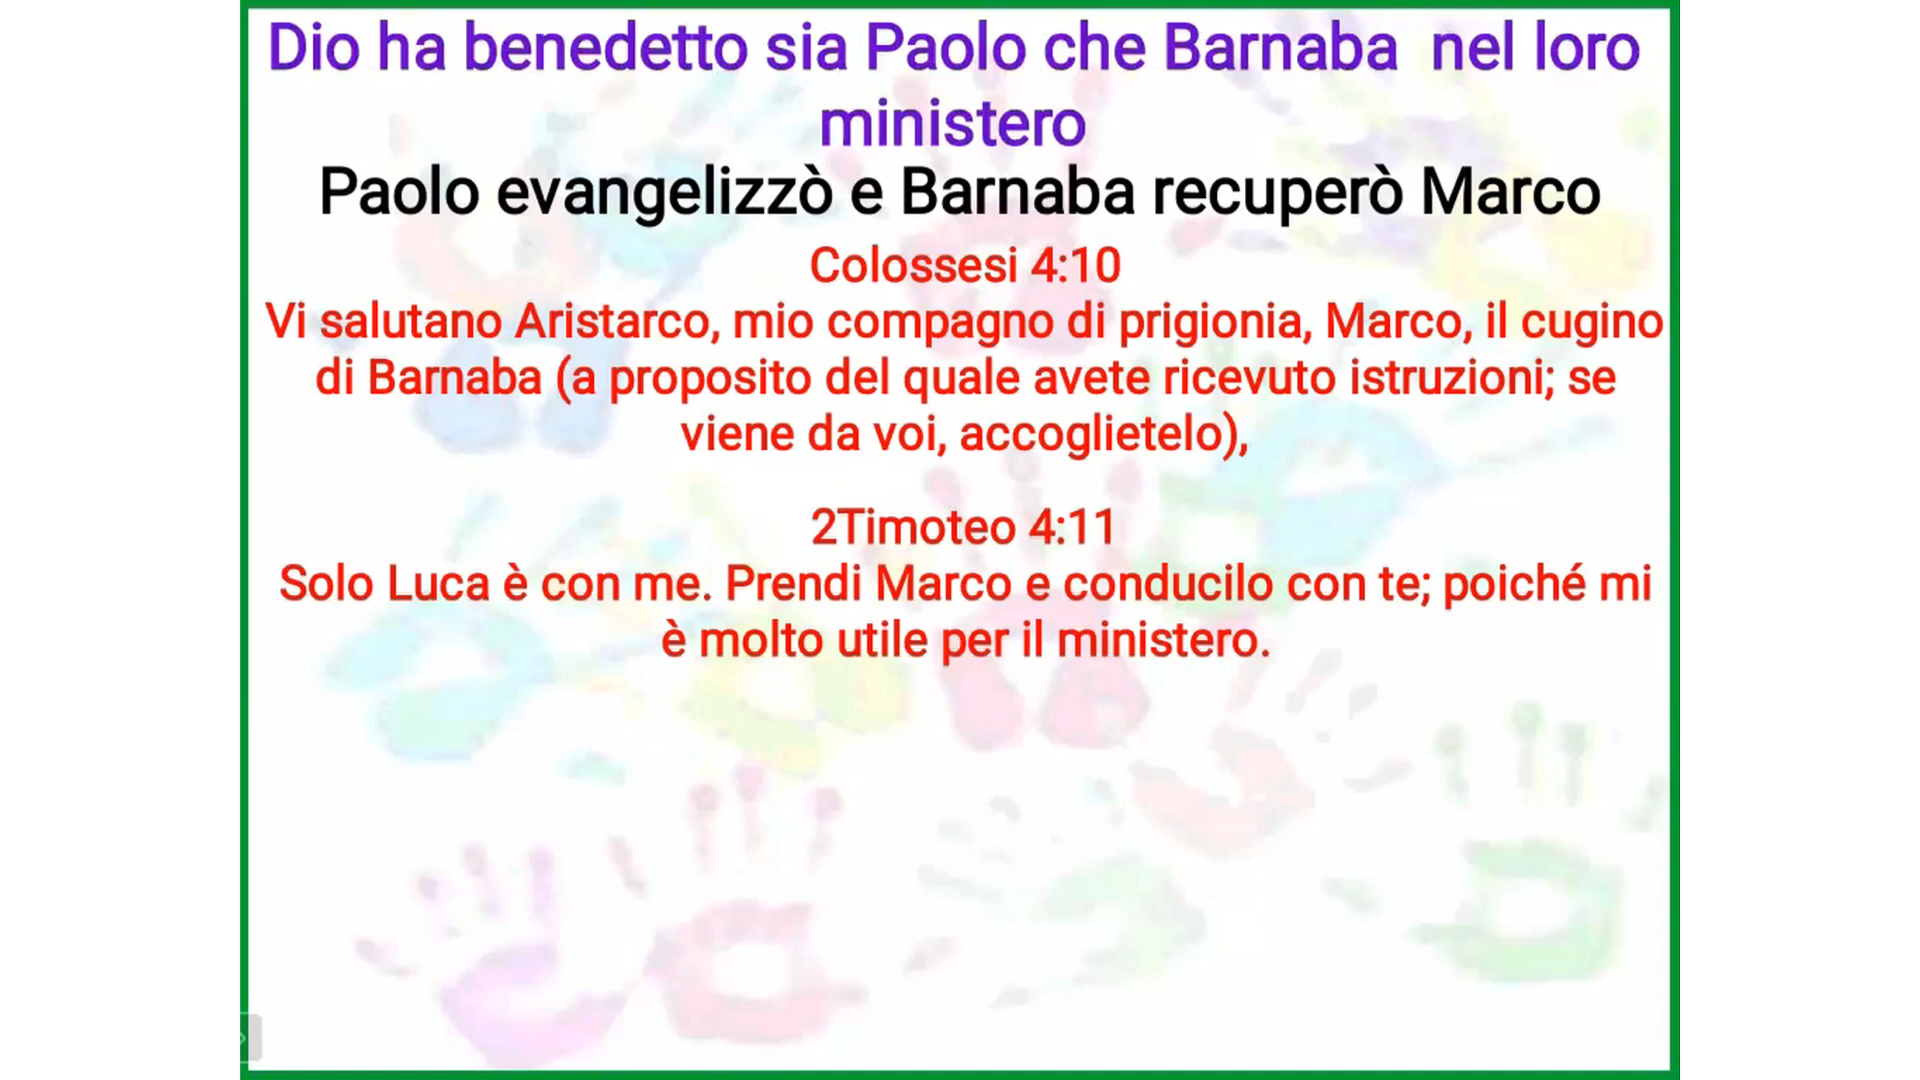 Dio ha benedetto sia Paolo che Barnaba  nel loro
ministero
Paolo evangelizzò e Barnaba recuperò Marco
Colossesi 4:10
Vi salutano Aristarco, mio compagno di prigionia, Marco, il cugino
di Barnaba (a proposito del quale avete ricevuto istruzioni; se
viene da voi, accoglietelo),
2Timoteo 4:11
Solo Luca è con me. Prendi Marco e conducilo con te; poiché mi
è molto utile per il ministero.